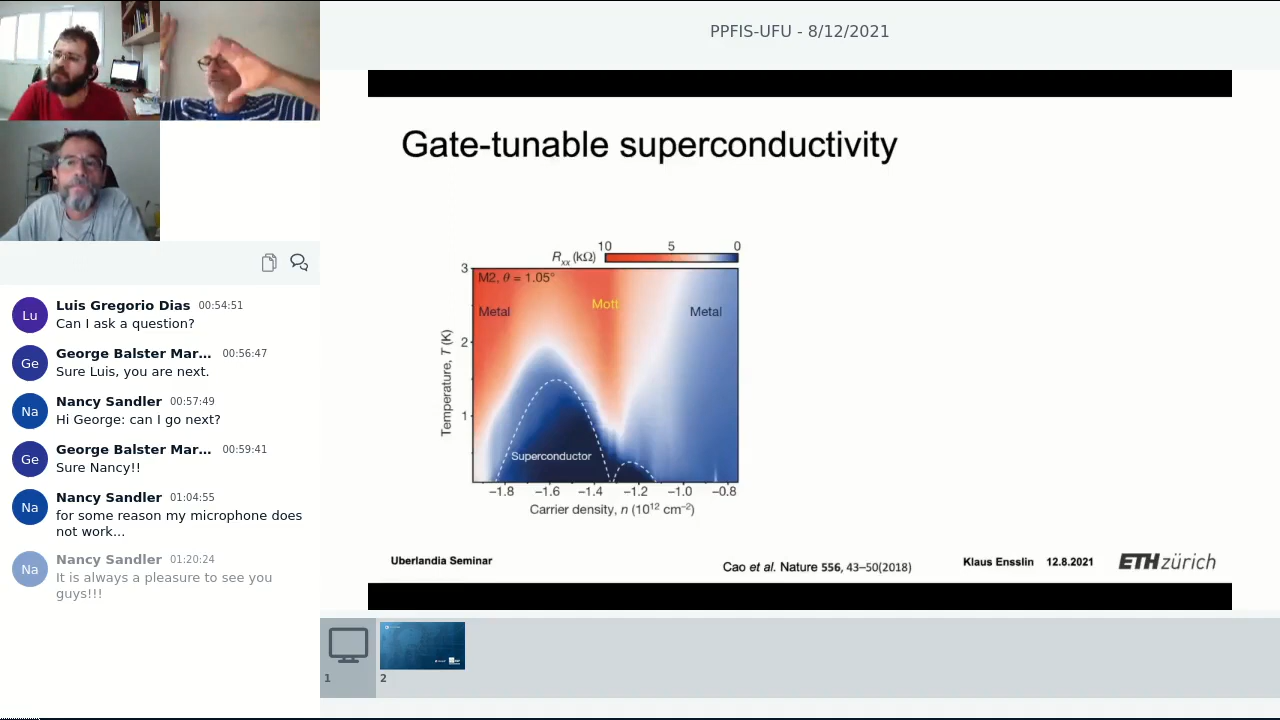 PPFIS-UFU - 8/12/2021
Gate-tunable superconductivity
Rxx (kΩ)
10 5 0
M2, θ = 1.05°
Metal
Mott
Metal
Superconductor
3
2
1
Temperature, T (K)
−1.8 −1.6 −1.4 −1.2 −1.0 −0.8
Carrier density, n (10¹² cm⁻²)
Uberlandia Seminar
Cao et al. Nature 556, 43–50(2018)
Klaus Ensslin 12.8.2021
ETHzürich
Lu
Luis Gregorio Dias 00:54:51
Can I ask a question?
Ge
George Balster Mar... 00:56:47
Sure Luis, you are next.
Na
Nancy Sandler 00:57:49
Hi George: can I go next?
Ge
George Balster Mar... 00:59:41
Sure Nancy!!
Na
Nancy Sandler 01:04:55
for some reason my microphone does
not work...
Na
Nancy Sandler 01:20:24
It is always a pleasure to see you
guys!!!
1
2